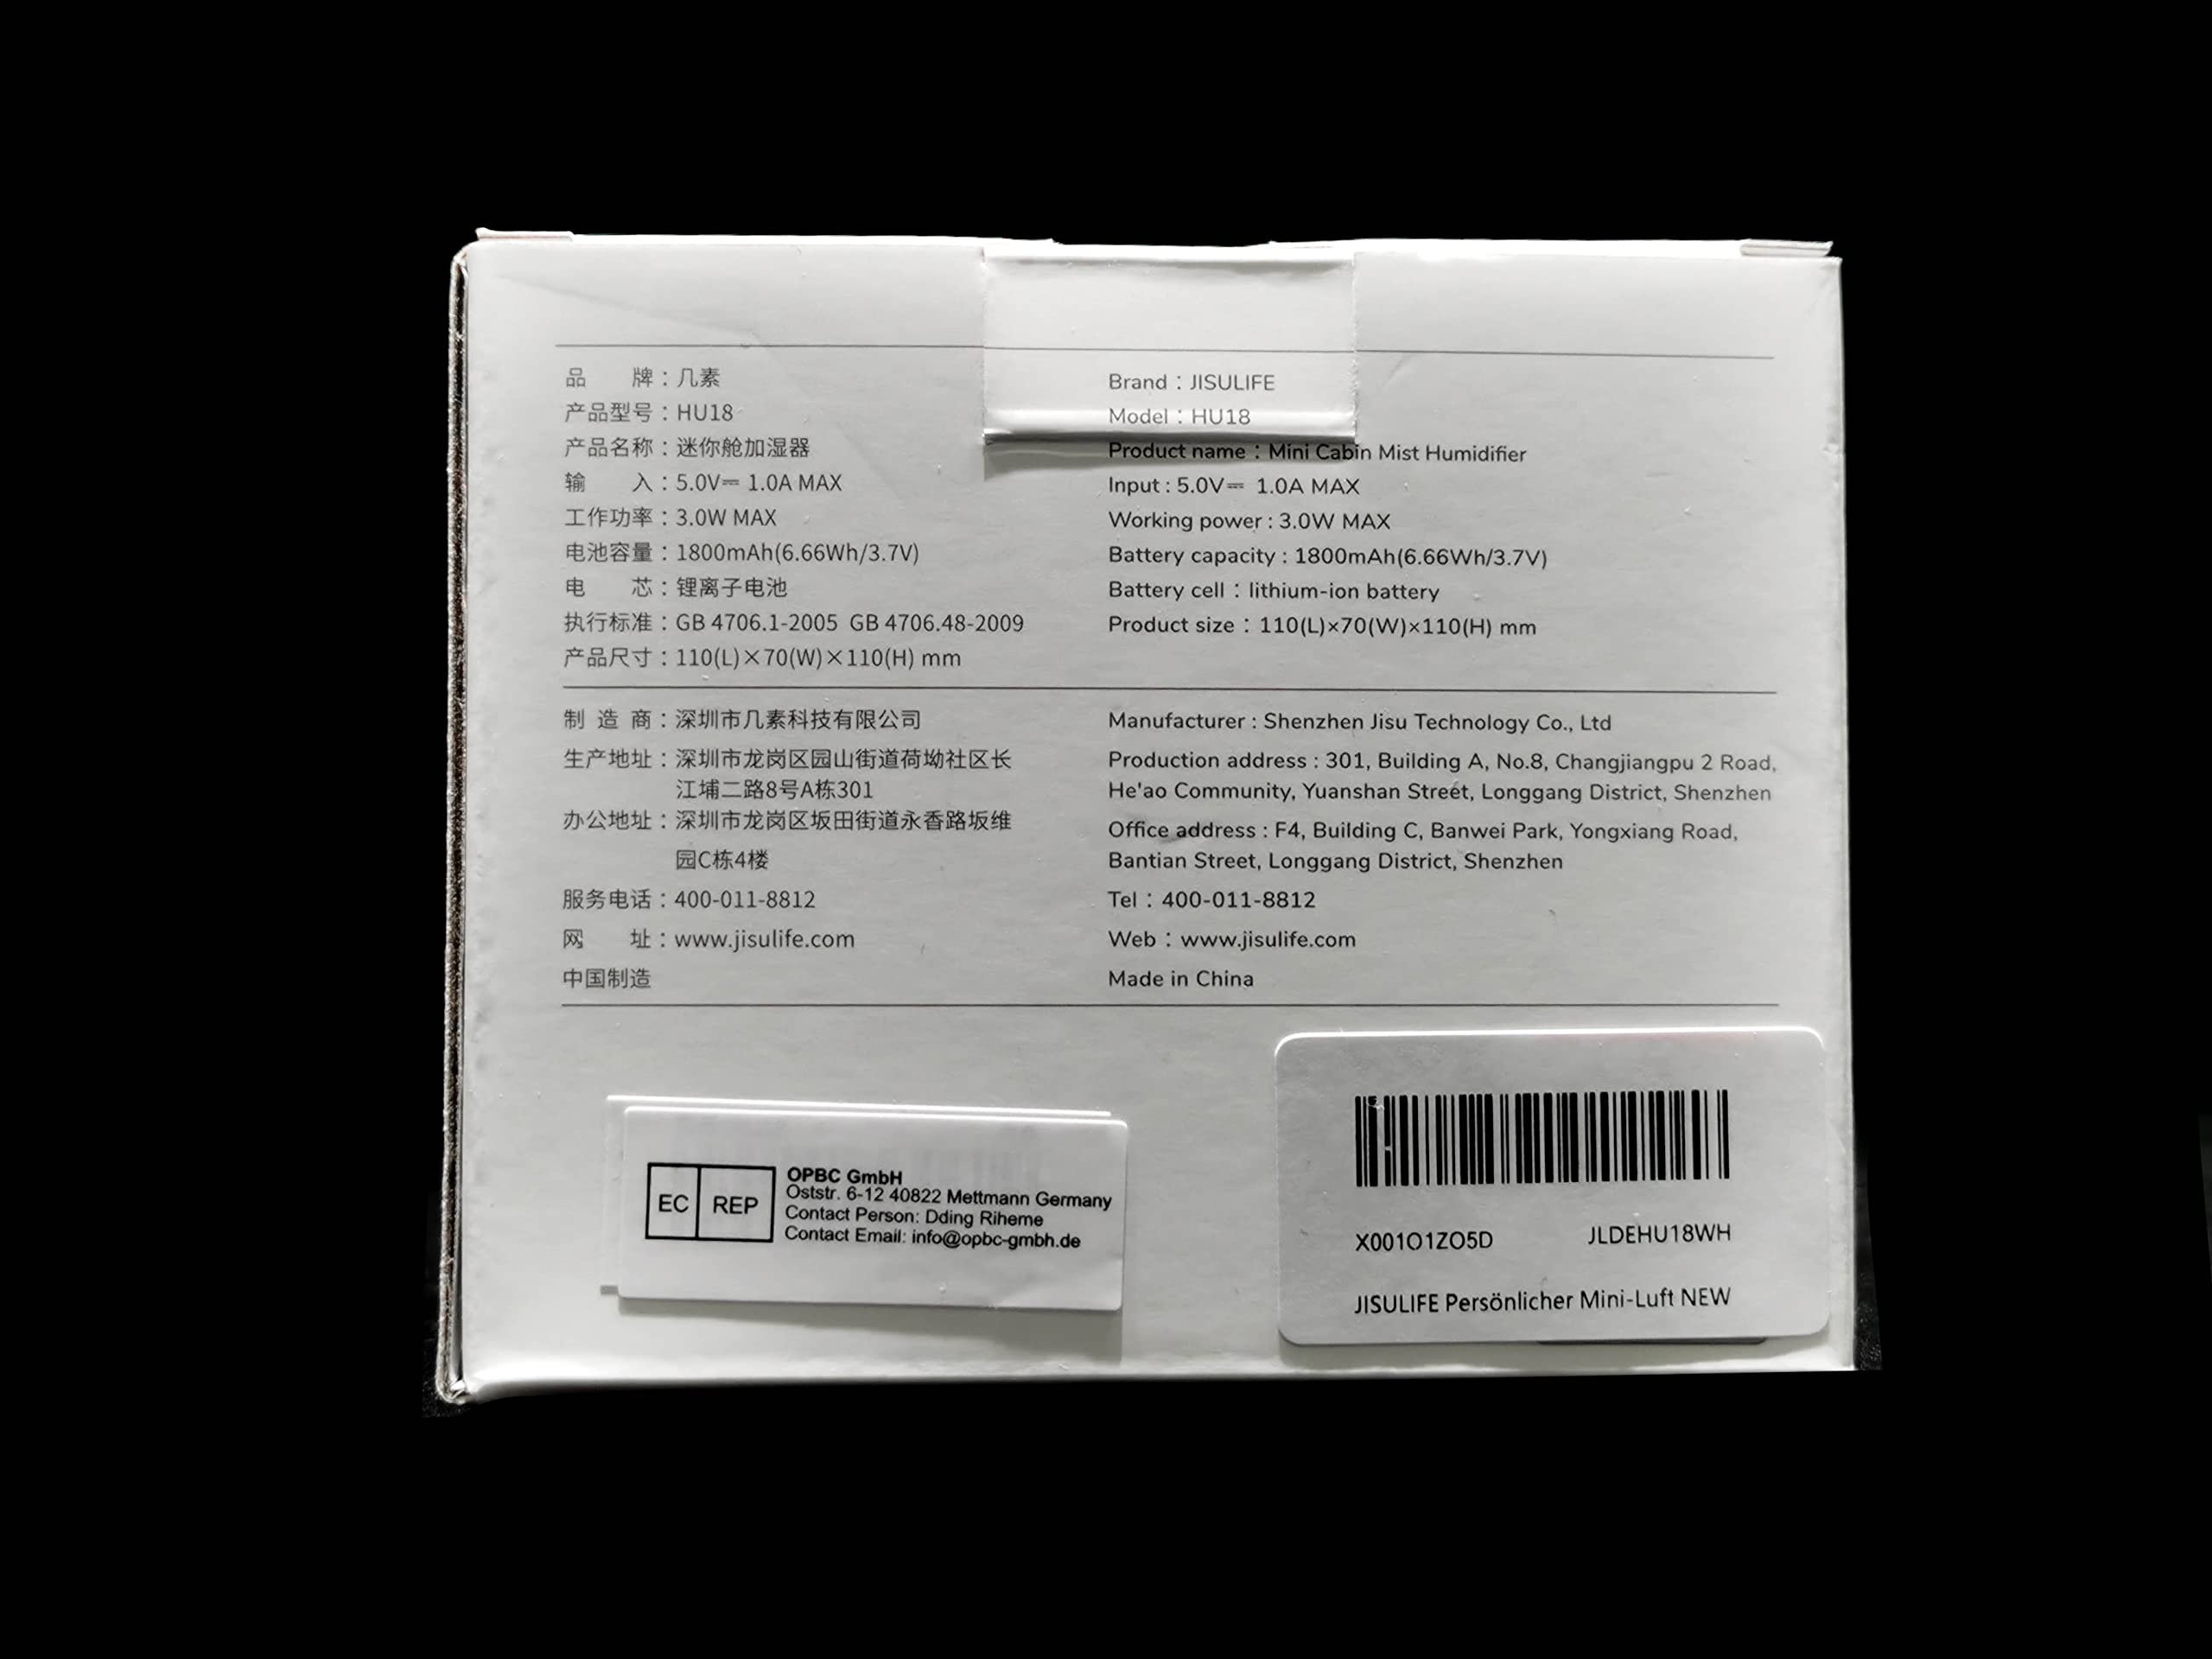 品 牌：几素
产品型号：HU18
产品名称：迷你舱加湿器
输 入：5.0V⎓ 1.0A MAX
工作功率：3.0W MAX
电池容量：1800mAh(6.66Wh/3.7V)
电 芯：锂离子电池
执行标准：GB 4706.1-2005 GB 4706.48-2009
产品尺寸：110(L)×70(W)×110(H) mm
Brand：JISULIFE
Model：HU18
Product name：Mini Cabin Mist Humidifier
Input : 5.0V⎓ 1.0A MAX
Working power : 3.0W MAX
Battery capacity : 1800mAh(6.66Wh/3.7V)
Battery cell：lithium-ion battery
Product size：110(L)×70(W)×110(H) mm
制 造 商：深圳市几素科技有限公司
生产地址：深圳市龙岗区园山街道荷坳社区长
江埔二路8号A栋301
办公地址：深圳市龙岗区坂田街道永香路坂维
园C栋4楼
服务电话：400-011-8812
网 址：www.jisulife.com
中国制造
Manufacturer : Shenzhen Jisu Technology Co., Ltd
Production address : 301, Building A, No.8, Changjiangpu 2 Road,
He'ao Community, Yuanshan Street, Longgang District, Shenzhen
Office address : F4, Building C, Banwei Park, Yongxiang Road,
Bantian Street, Longgang District, Shenzhen
Tel：400-011-8812
Web：www.jisulife.com
Made in China
EC REP
OPBC GmbH
Oststr. 6-12 40822 Mettmann Germany
Contact Person: Dding Riheme
Contact Email: info@opbc-gmbh.de
X001O1ZO5D JLDEHU18WH
JISULIFE Persönlicher Mini-Luft NEW